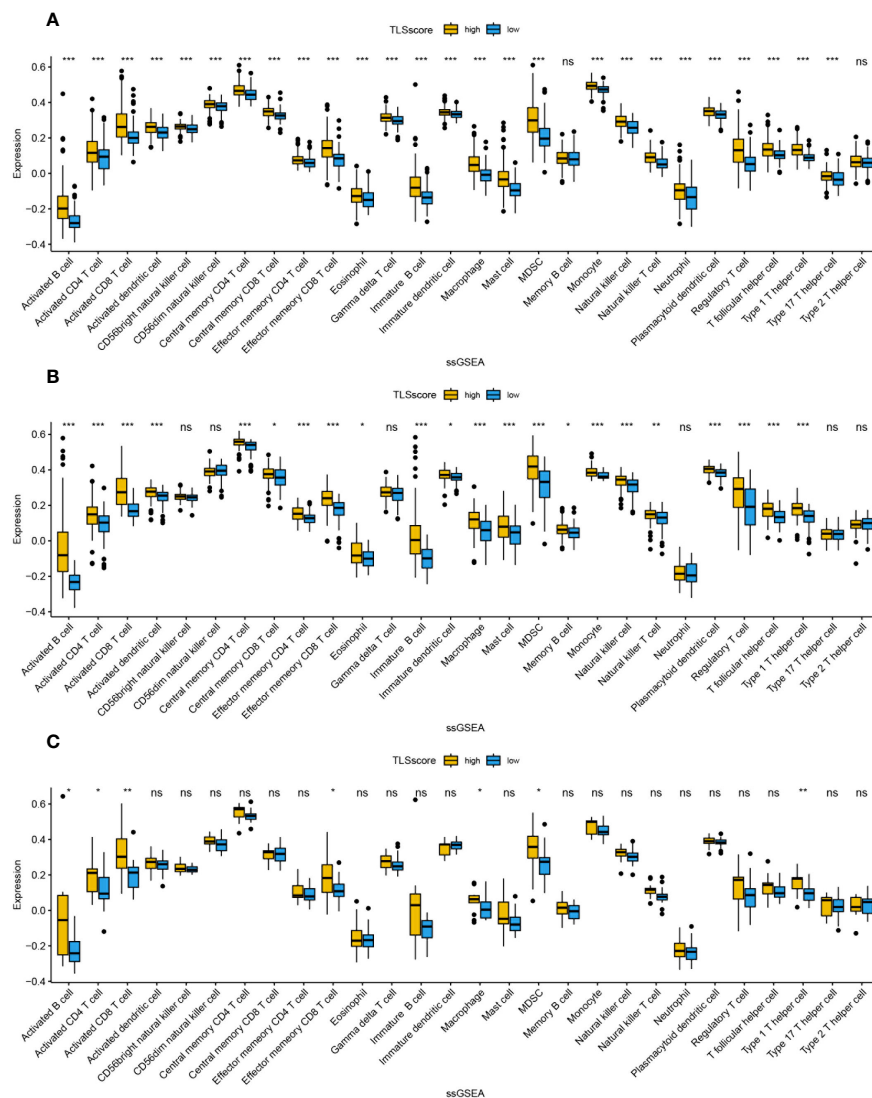 A
TLSscore high low
*** *** *** *** *** *** *** *** *** *** *** *** *** *** *** *** *** ns *** *** *** *** *** *** *** *** *** ns
0.6
0.4
0.2
0.0
−0.2
−0.4
Expression
Activated B cell
Activated CD4 T cell
Activated CD8 T cell
Activated dendritic cell
CD56bright natural killer cell
CD56dim natural killer cell
Central memory CD4 T cell
Central memory CD8 T cell
Effector memeory CD4 T cell
Effector memeory CD8 T cell
Eosinophil
Gamma delta T cell
Immature B cell
Immature dendritic cell
Macrophage
Mast cell
MDSC
Memory B cell
Monocyte
Natural killer cell
Natural killer T cell
Neutrophil
Plasmacytoid dendritic cell
Regulatory T cell
T follicular helper cell
Type 1 T helper cell
Type 17 T helper cell
Type 2 T helper cell
ssGSEA
B
TLSscore high low
*** *** *** *** ns ns *** * *** *** * ns *** * *** *** *** * *** *** ** ns *** *** *** *** ns ns
0.6
0.4
0.2
0.0
−0.2
−0.4
Expression
Activated B cell
Activated CD4 T cell
Activated CD8 T cell
Activated dendritic cell
CD56bright natural killer cell
CD56dim natural killer cell
Central memory CD4 T cell
Central memory CD8 T cell
Effector memeory CD4 T cell
Effector memeory CD8 T cell
Eosinophil
Gamma delta T cell
Immature B cell
Immature dendritic cell
Macrophage
Mast cell
MDSC
Memory B cell
Monocyte
Natural killer cell
Natural killer T cell
Neutrophil
Plasmacytoid dendritic cell
Regulatory T cell
T follicular helper cell
Type 1 T helper cell
Type 17 T helper cell
Type 2 T helper cell
ssGSEA
C
TLSscore high low
* * ** ns ns ns ns ns ns * ns ns ns ns * ns * ns ns ns ns ns ns ns ns ** ns ns
0.6
0.4
0.2
0.0
−0.2
−0.4
Expression
Activated B cell
Activated CD4 T cell
Activated CD8 T cell
Activated dendritic cell
CD56bright natural killer cell
CD56dim natural killer cell
Central memory CD4 T cell
Central memory CD8 T cell
Effector memeory CD4 T cell
Effector memeory CD8 T cell
Eosinophil
Gamma delta T cell
Immature B cell
Immature dendritic cell
Macrophage
Mast cell
MDSC
Memory B cell
Monocyte
Natural killer cell
Natural killer T cell
Neutrophil
Plasmacytoid dendritic cell
Regulatory T cell
T follicular helper cell
Type 1 T helper cell
Type 17 T helper cell
Type 2 T helper cell
ssGSEA